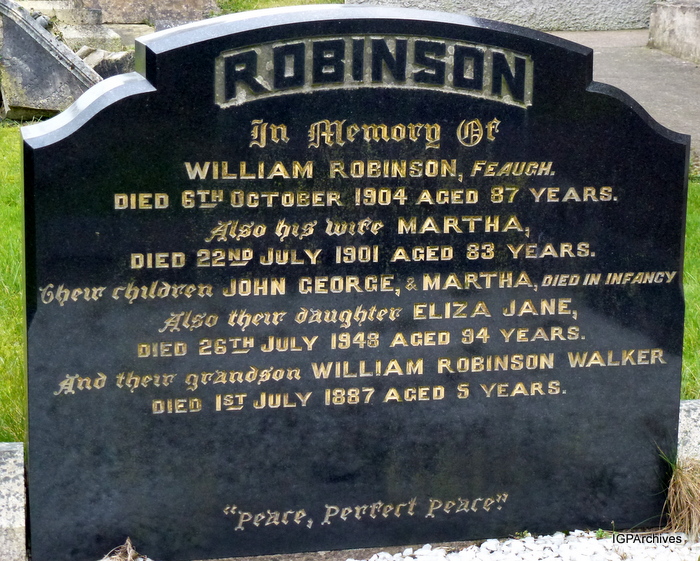 ROBINSON
In Memory Of
WILLIAM ROBINSON, FEAUGH.
DIED 6TH OCTOBER 1904 AGED 87 YEARS.
Also his wife MARTHA,
DIED 22ND JULY 1901 AGED 83 YEARS.
Their children JOHN GEORGE, & MARTHA, DIED IN INFANCY
Also their daughter ELIZA JANE,
DIED 26TH JULY 1948 AGED 94 YEARS.
And their grandson WILLIAM ROBINSON WALKER
DIED 1ST JULY 1887 AGED 5 YEARS.
"Peace, Perfect Peace"
IGPArchives